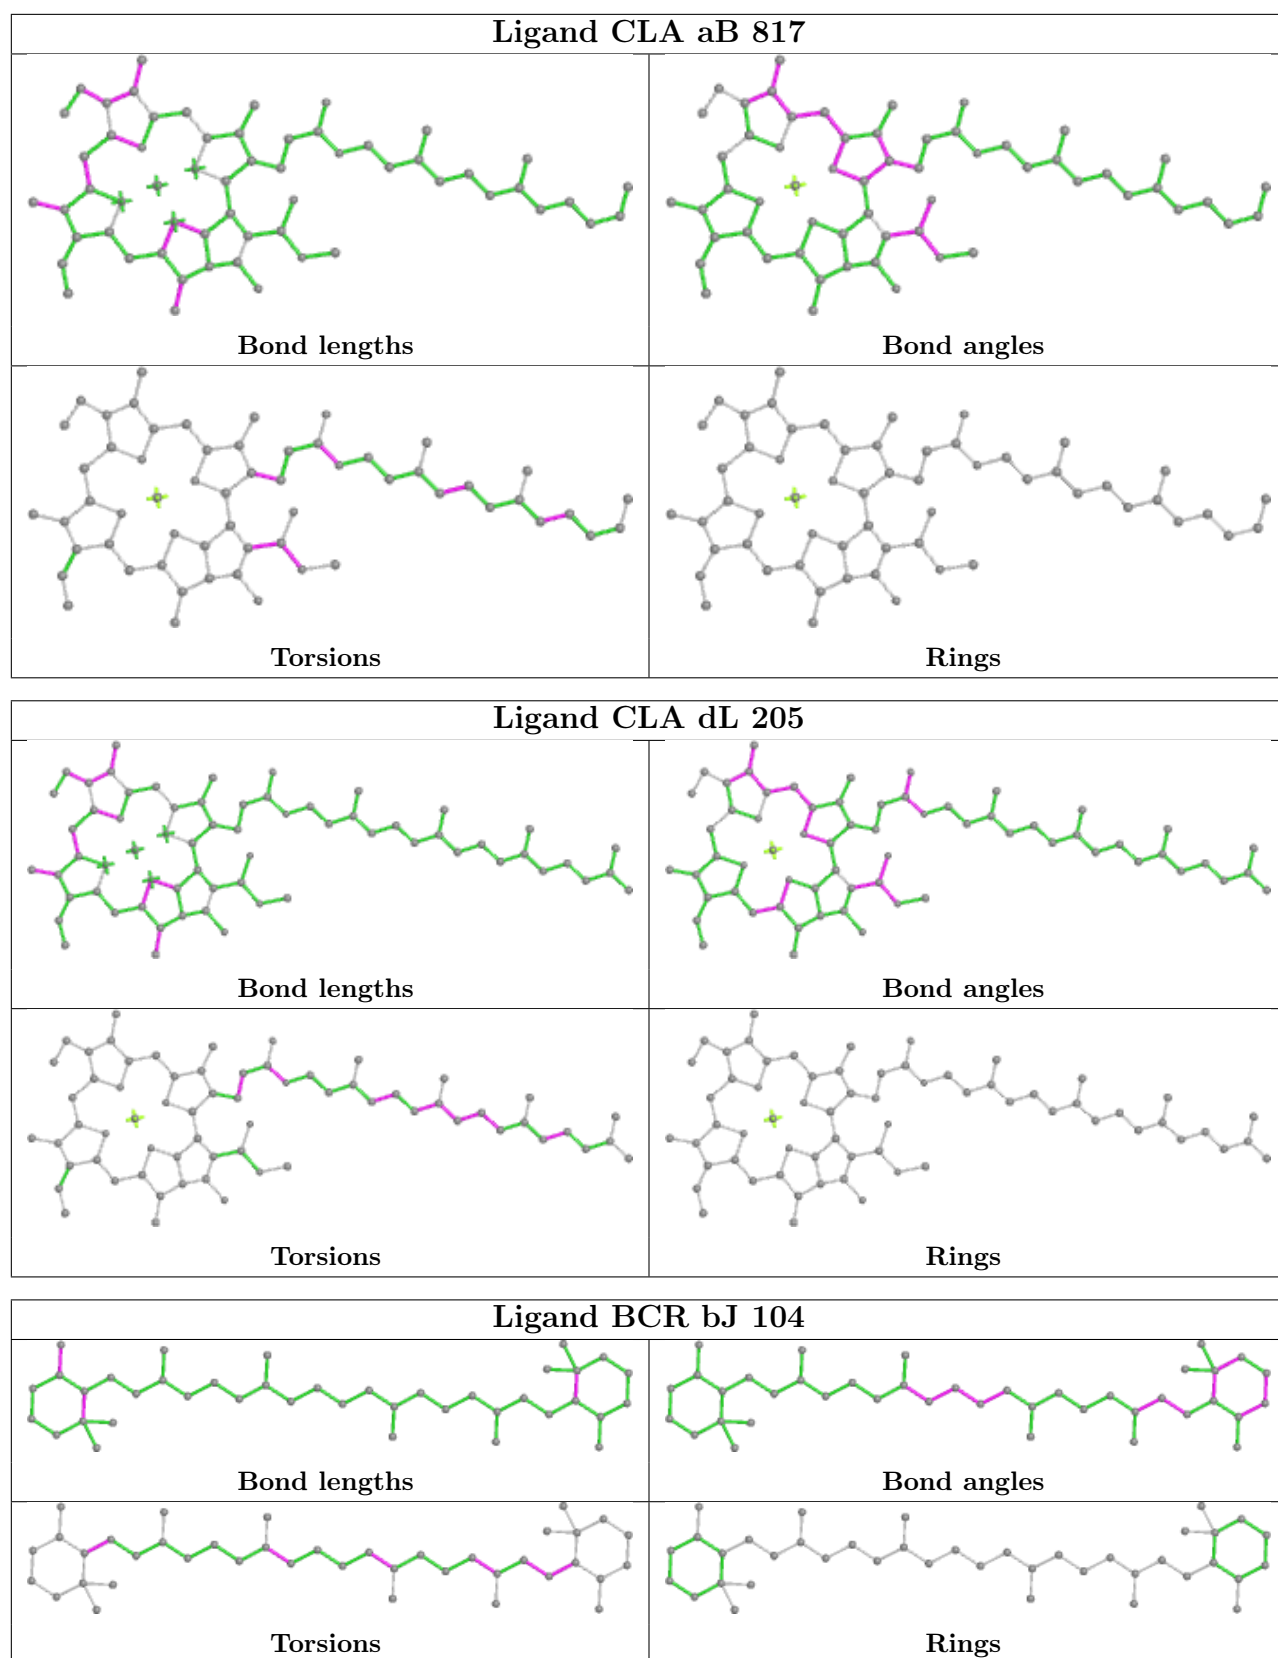 Ligand CLA aB 817
Bond lengths
Bond angles
Torsions
Rings
Ligand CLA dL 205
Bond lengths
Bond angles
Torsions
Rings
Ligand BCR bJ 104
Bond lengths
Bond angles
Torsions
Rings